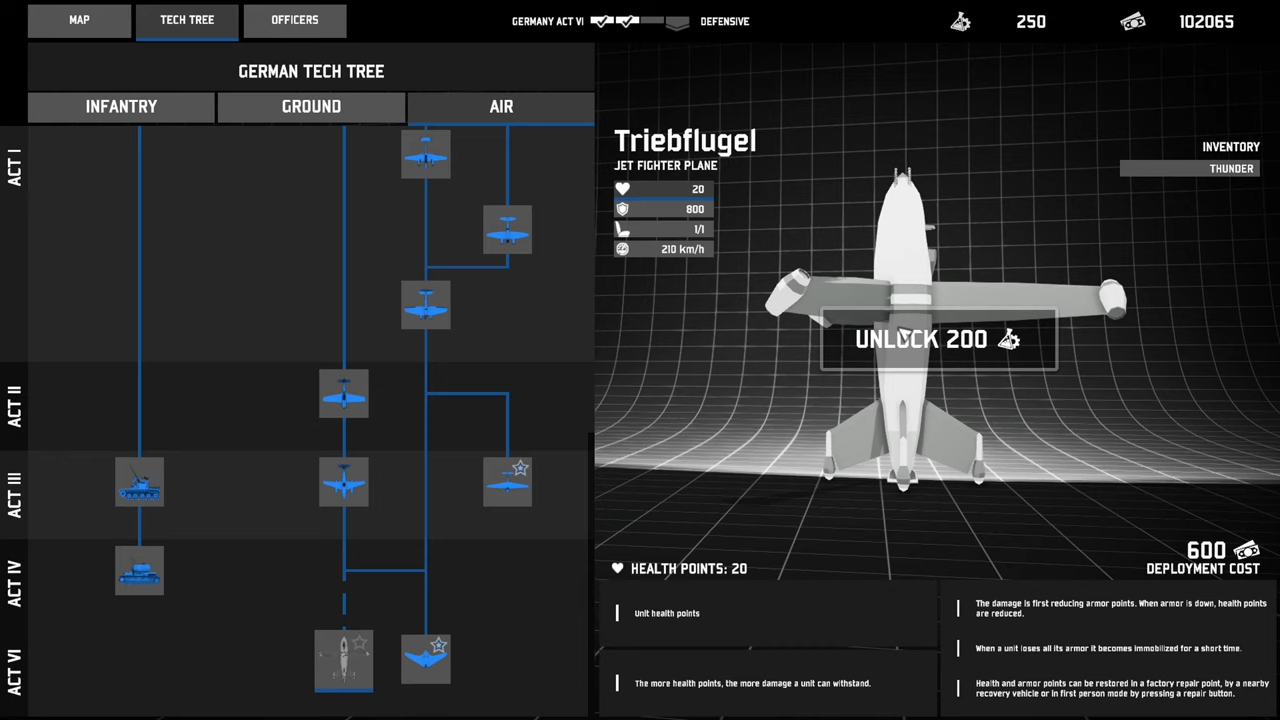 MAP
TECH TREE
OFFICERS
GERMANY ACT VI
DEFENSIVE
250
102065
GERMAN TECH TREE
INFANTRY
GROUND
AIR
ACT I
ACT II
ACT III
ACT IV
ACT VI
Triebflugel
JET FIGHTER PLANE
20
800
1/1
210 km/h
INVENTORY
THUNDER
UNLOCK 200
600
DEPLOYMENT COST
HEALTH POINTS: 20
Unit health points
The more health points, the more damage a unit can withstand.
The damage is first reducing armor points. When armor is down, health points
are reduced.
When a unit loses all its armor it becomes immobilized for a short time.
Health and armor points can be restored in a factory repair point, by a nearby
recovery vehicle or in first person mode by pressing a repair button.